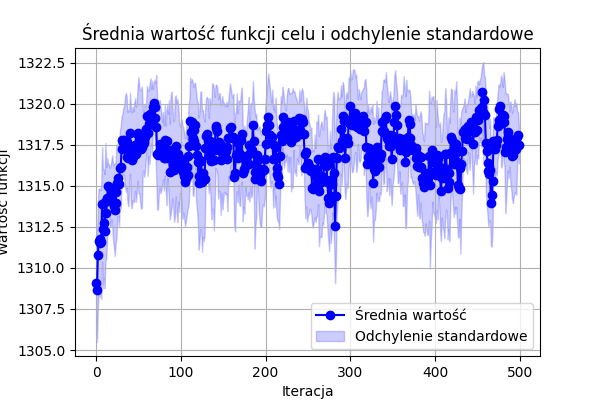 Średnia wartość funkcji celu i odchylenie standardowe
1322.5
1320.0
1317.5
1315.0
1312.5
1310.0
1307.5
1305.0
Wartość funkcji
0 100 200 300 400 500
Iteracja
Średnia wartość
Odchylenie standardowe